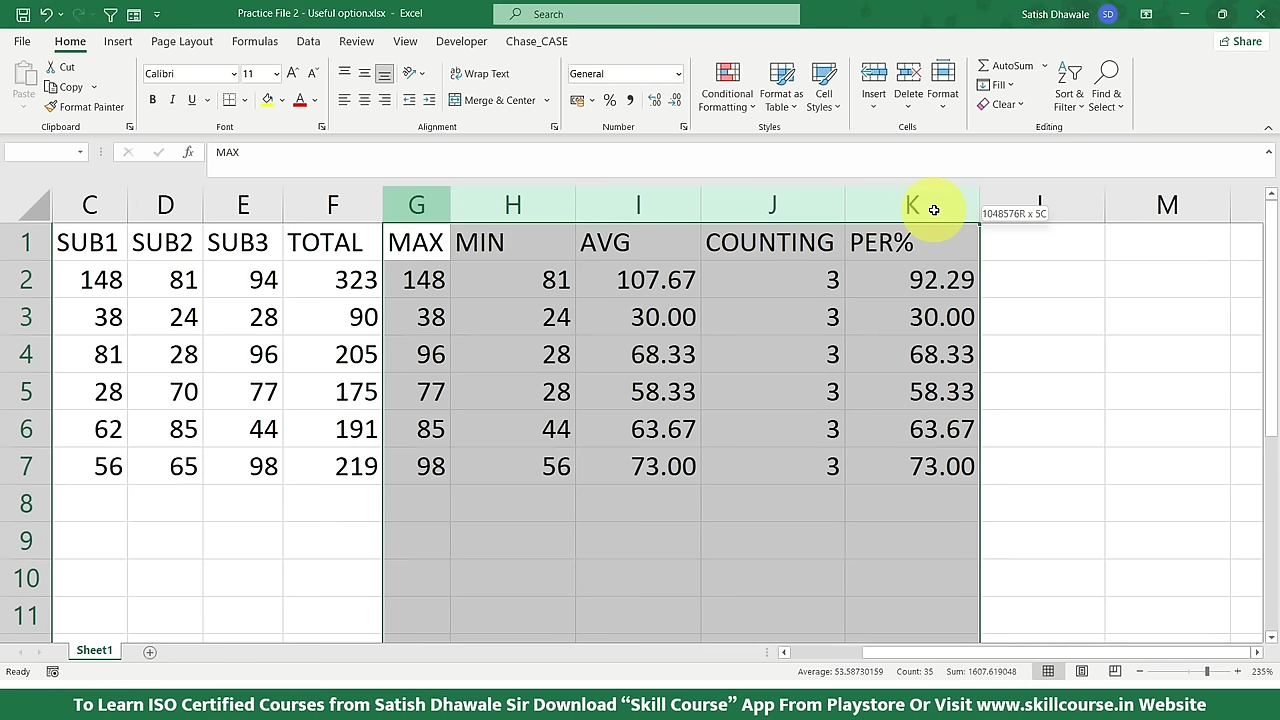 Practice File 2 - Useful option.xlsx - Excel
Search
Satish Dhawale
SD
File Home Insert Page Layout Formulas Data Review View Developer Chase_CASE
Share
Paste
Cut
Copy
Format Painter
Clipboard
Calibri 11
B I U
Font
Wrap Text
Merge & Center
Alignment
General
Number
Conditional Formatting
Format as Table
Cell Styles
Styles
Insert Delete Format
Cells
AutoSum
Fill
Clear
Sort & Filter
Find & Select
Editing
fx MAX
C D E F G H I J K M
1048576R x 5C
1 SUB1 SUB2 SUB3 TOTAL MAX MIN AVG COUNTING PER%
2 148 81 94 323 148 81 107.67 3 92.29
3 38 24 28 90 38 24 30.00 3 30.00
4 81 28 96 205 96 28 68.33 3 68.33
5 28 70 77 175 77 28 58.33 3 58.33
6 62 85 44 191 85 44 63.67 3 63.67
7 56 65 98 219 98 56 73.00 3 73.00
8
9
10
11
Sheet1
Ready
Average: 53.58730159 Count: 35 Sum: 1607.619048
235%
To Learn ISO Certified Courses from Satish Dhawale Sir Download “Skill Course” App From Playstore Or Visit www.skillcourse.in Website